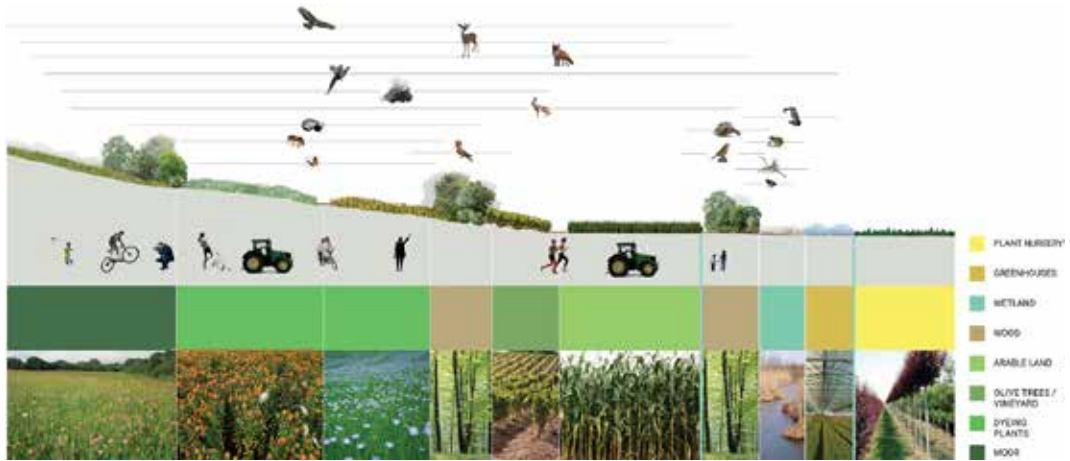 PLANT NURSERY
GREENHOUSES
WETLAND
WOOD
ARABLE LAND
OLIVE TREES /
VINEYARD
DYEING
PLANTS
MOOR